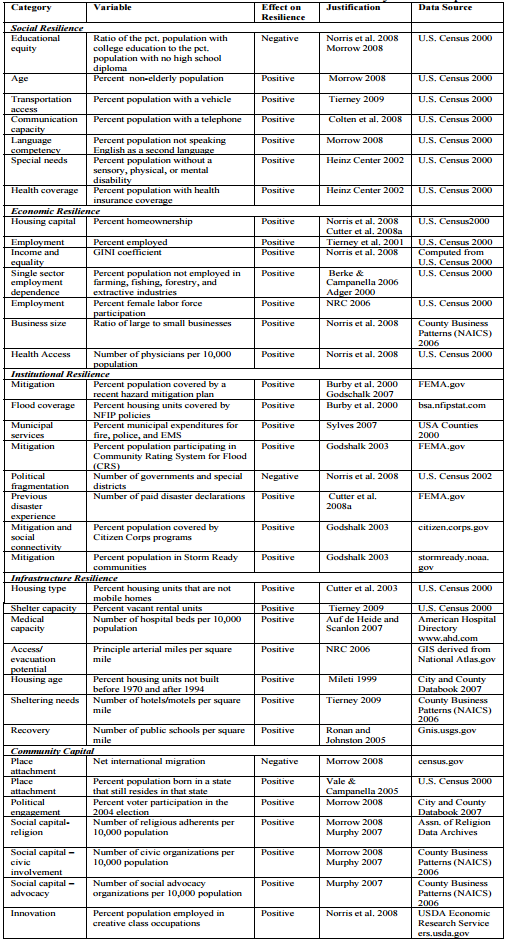 Category Variable Effect on Resilience Justification Data Source
Social Resilience
Educational equity Ratio of the pct. population with college education to the pct. population with no high school diploma Negative Norris et al. 2008 Morrow 2008 U.S. Census 2000
Age Percent non-elderly population Positive Morrow 2008 U.S. Census 2000
Transportation access Percent population with a vehicle Positive Tierney 2009 U.S. Census 2000
Communication capacity Percent population with a telephone Positive Colten et al. 2008 U.S. Census 2000
Language competency Percent population not speaking English as a second language Positive Morrow 2008 U.S. Census 2000
Special needs Percent population without a sensory, physical, or mental disability Positive Heinz Center 2002 U.S. Census 2000
Health coverage Percent population with health insurance coverage Positive Heinz Center 2002 U.S. Census 2000
Economic Resilience
Housing capital Percent homeownership Positive Norris et al. 2008 Cutter et al. 2008a U.S. Census2000
Employment Percent employed Positive Tierney et al. 2001 U.S. Census 2000
Income and equality GINI coefficient Positive Norris et al. 2008 Computed from U.S. Census 2000
Single sector employment dependence Percent population not employed in farming, fishing, forestry, and extractive industries Positive Berke & Campanella 2006 Adger 2000 U.S. Census 2000
Employment Percent female labor force participation Positive NRC 2006 U.S. Census 2000
Business size Ratio of large to small businesses Positive Norris et al. 2008 County Business Patterns (NAICS) 2006
Health Access Number of physicians per 10,000 population Positive Norris et al. 2008 U.S. Census 2000
Institutional Resilience
Mitigation Percent population covered by a recent hazard mitigation plan Positive Burby et al. 2000 Godschalk 2007 FEMA.gov
Flood coverage Percent housing units covered by NFIP policies Positive Burby et al. 2000 bsa.nfipstat.com
Municipal services Percent municipal expenditures for fire, police, and EMS Positive Sylves 2007 USA Counties 2000
Mitigation Percent population participating in Community Rating System for Flood (CRS) Positive Godshalk 2003 FEMA.gov
Political fragmentation Number of governments and special districts Negative Norris et al. 2008 U.S. Census 2002
Previous disaster experience Number of paid disaster declarations Positive Cutter et al. 2008a FEMA.gov
Mitigation and social connectivity Percent population covered by Citizen Corps programs Positive Godshalk 2003 citizen.corps.gov
Mitigation Percent population in Storm Ready communities Positive Godshalk 2003 stormready.noaa.gov
Infrastructure Resilience
Housing type Percent housing units that are not mobile homes Positive Cutter et al. 2003 U.S. Census 2000
Shelter capacity Percent vacant rental units Positive Tierney 2009 U.S. Census 2000
Medical capacity Number of hospital beds per 10,000 population Positive Auf de Heide and Scanlon 2007 American Hospital Directory www.ahd.com
Access/ evacuation potential Principle arterial miles per square mile Positive NRC 2006 GIS derived from National Atlas.gov
Housing age Percent housing units not built before 1970 and after 1994 Positive Mileti 1999 City and County Databook 2007
Sheltering needs Number of hotels/motels per square mile Positive Tierney 2009 County Business Patterns (NAICS) 2006
Recovery Number of public schools per square mile Positive Ronan and Johnston 2005 Gnis.usgs.gov
Community Capital
Place attachment Net international migration Negative Morrow 2008 census.gov
Place attachment Percent population born in a state that still resides in that state Positive Vale & Campanella 2005 U.S. Census 2000
Political engagement Percent voter participation in the 2004 election Positive Morrow 2008 City and County Databook 2007
Social capital- religion Number of religious adherents per 10,000 population Positive Morrow 2008 Murphy 2007 Assn. of Religion Data Archives
Social capital – civic involvement Number of civic organizations per 10,000 population Positive Morrow 2008 Murphy 2007 County Business Patterns (NAICS) 2006
Social capital – advocacy Number of social advocacy organizations per 10,000 population Positive Murphy 2007 County Business Patterns (NAICS) 2006
Innovation Percent population employed in creative class occupations Positive Norris et al. 2008 USDA Economic Research Service ers.usda.gov